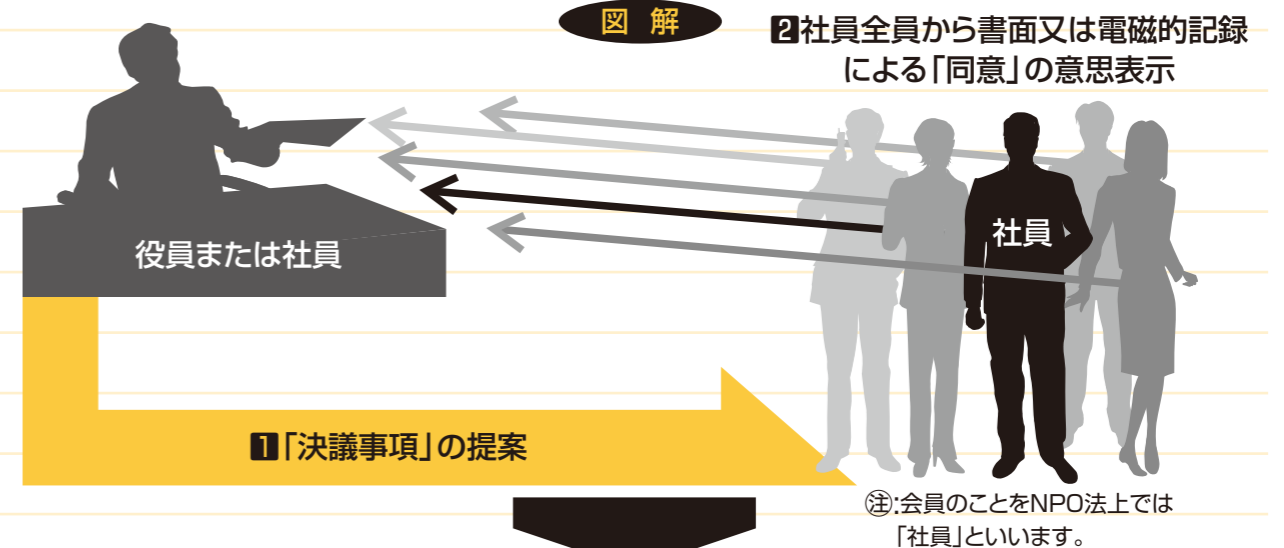 図 解
2社員全員から書面又は電磁的記録
による「同意」の意思表示
役員または社員
社員
1「決議事項」の提案
㊟:会員のことをNPO法上では
「社員」といいます。